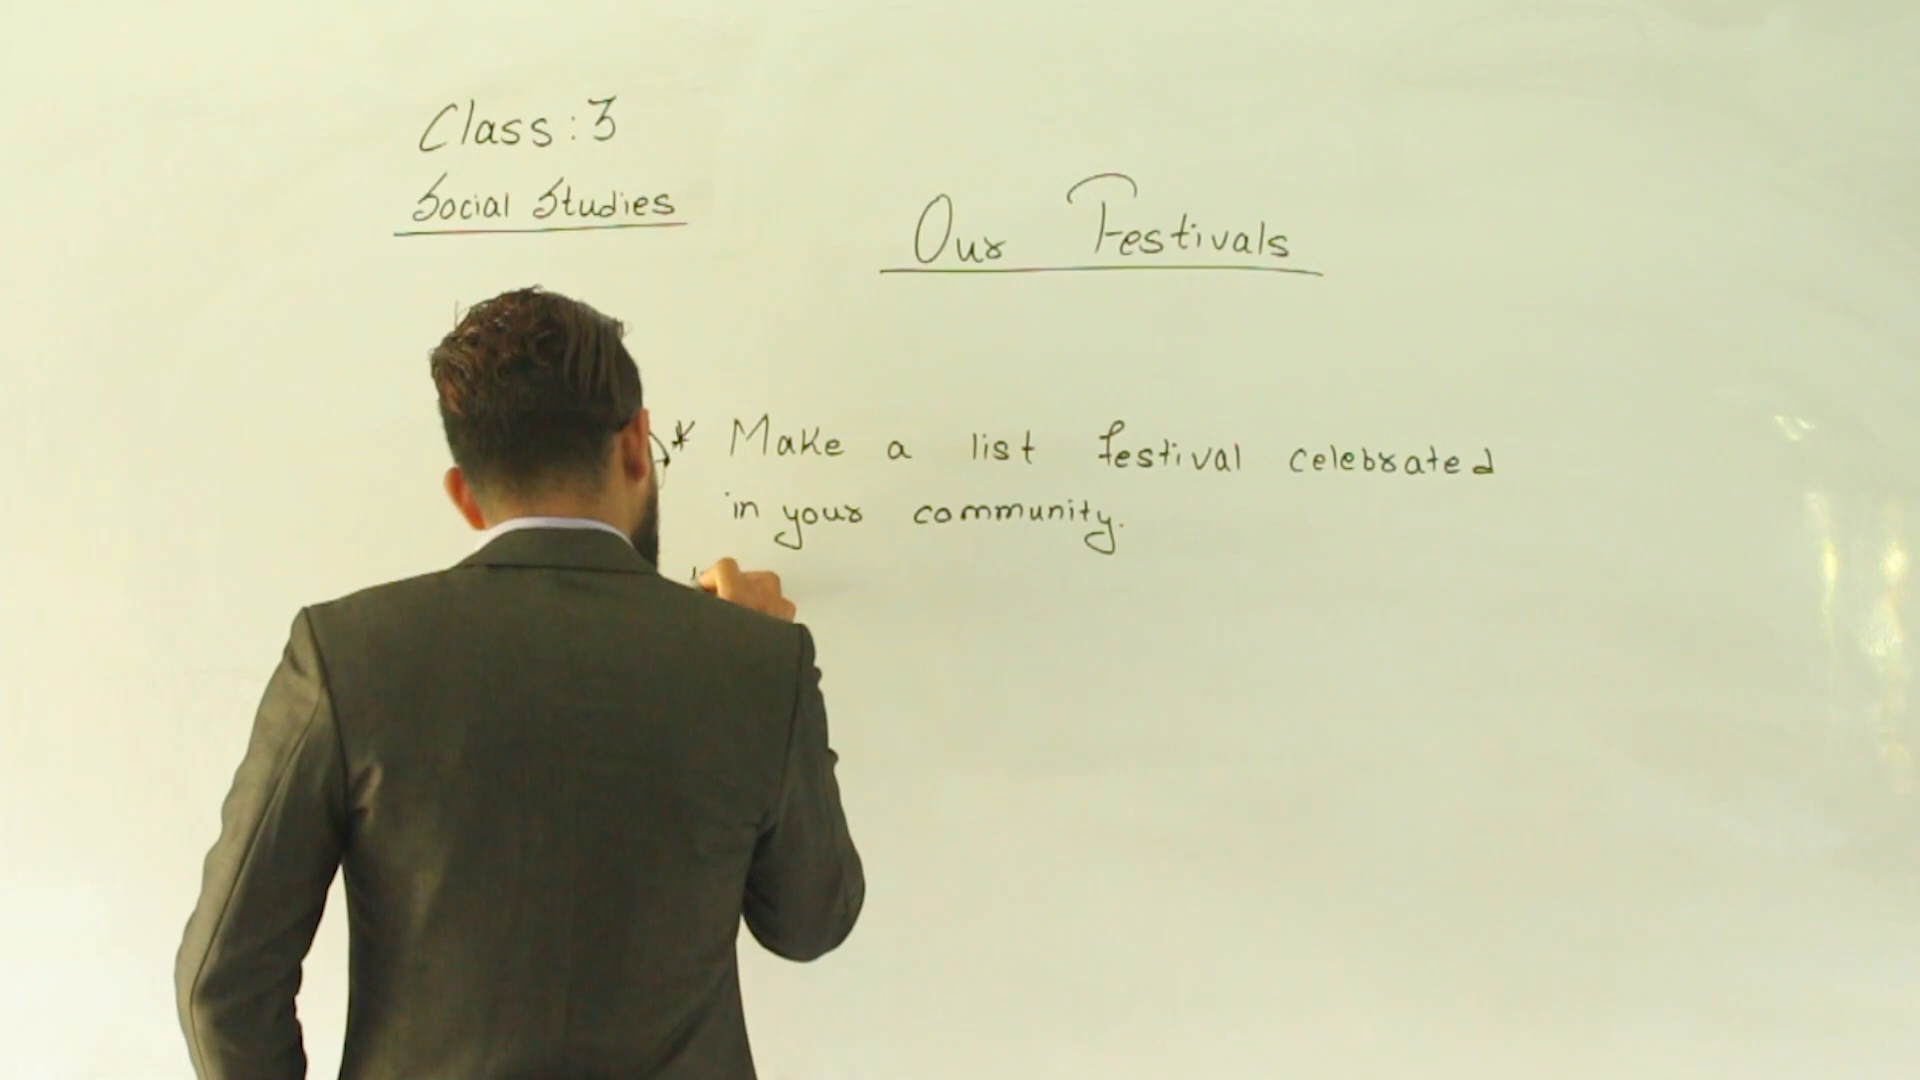 Class: 3
Social Studies
Our Festivals
* Make a list festival celebrated
in your community.